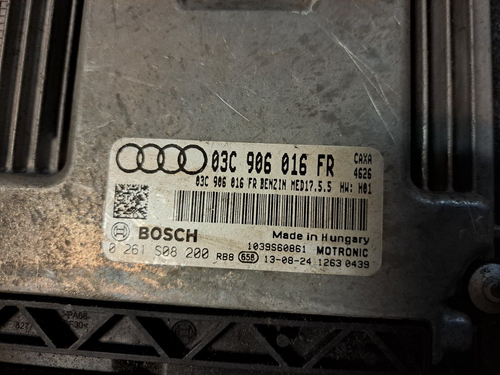 03C 906 016 FR CAXA
4626
03C 906 016 FR BENZIN MED17.5.5 HW: H01
BOSCH Made in Hungary
1039S60861 MOTRONIC
0 261 S08 200 RB8 658 13-08-24 1263 0439